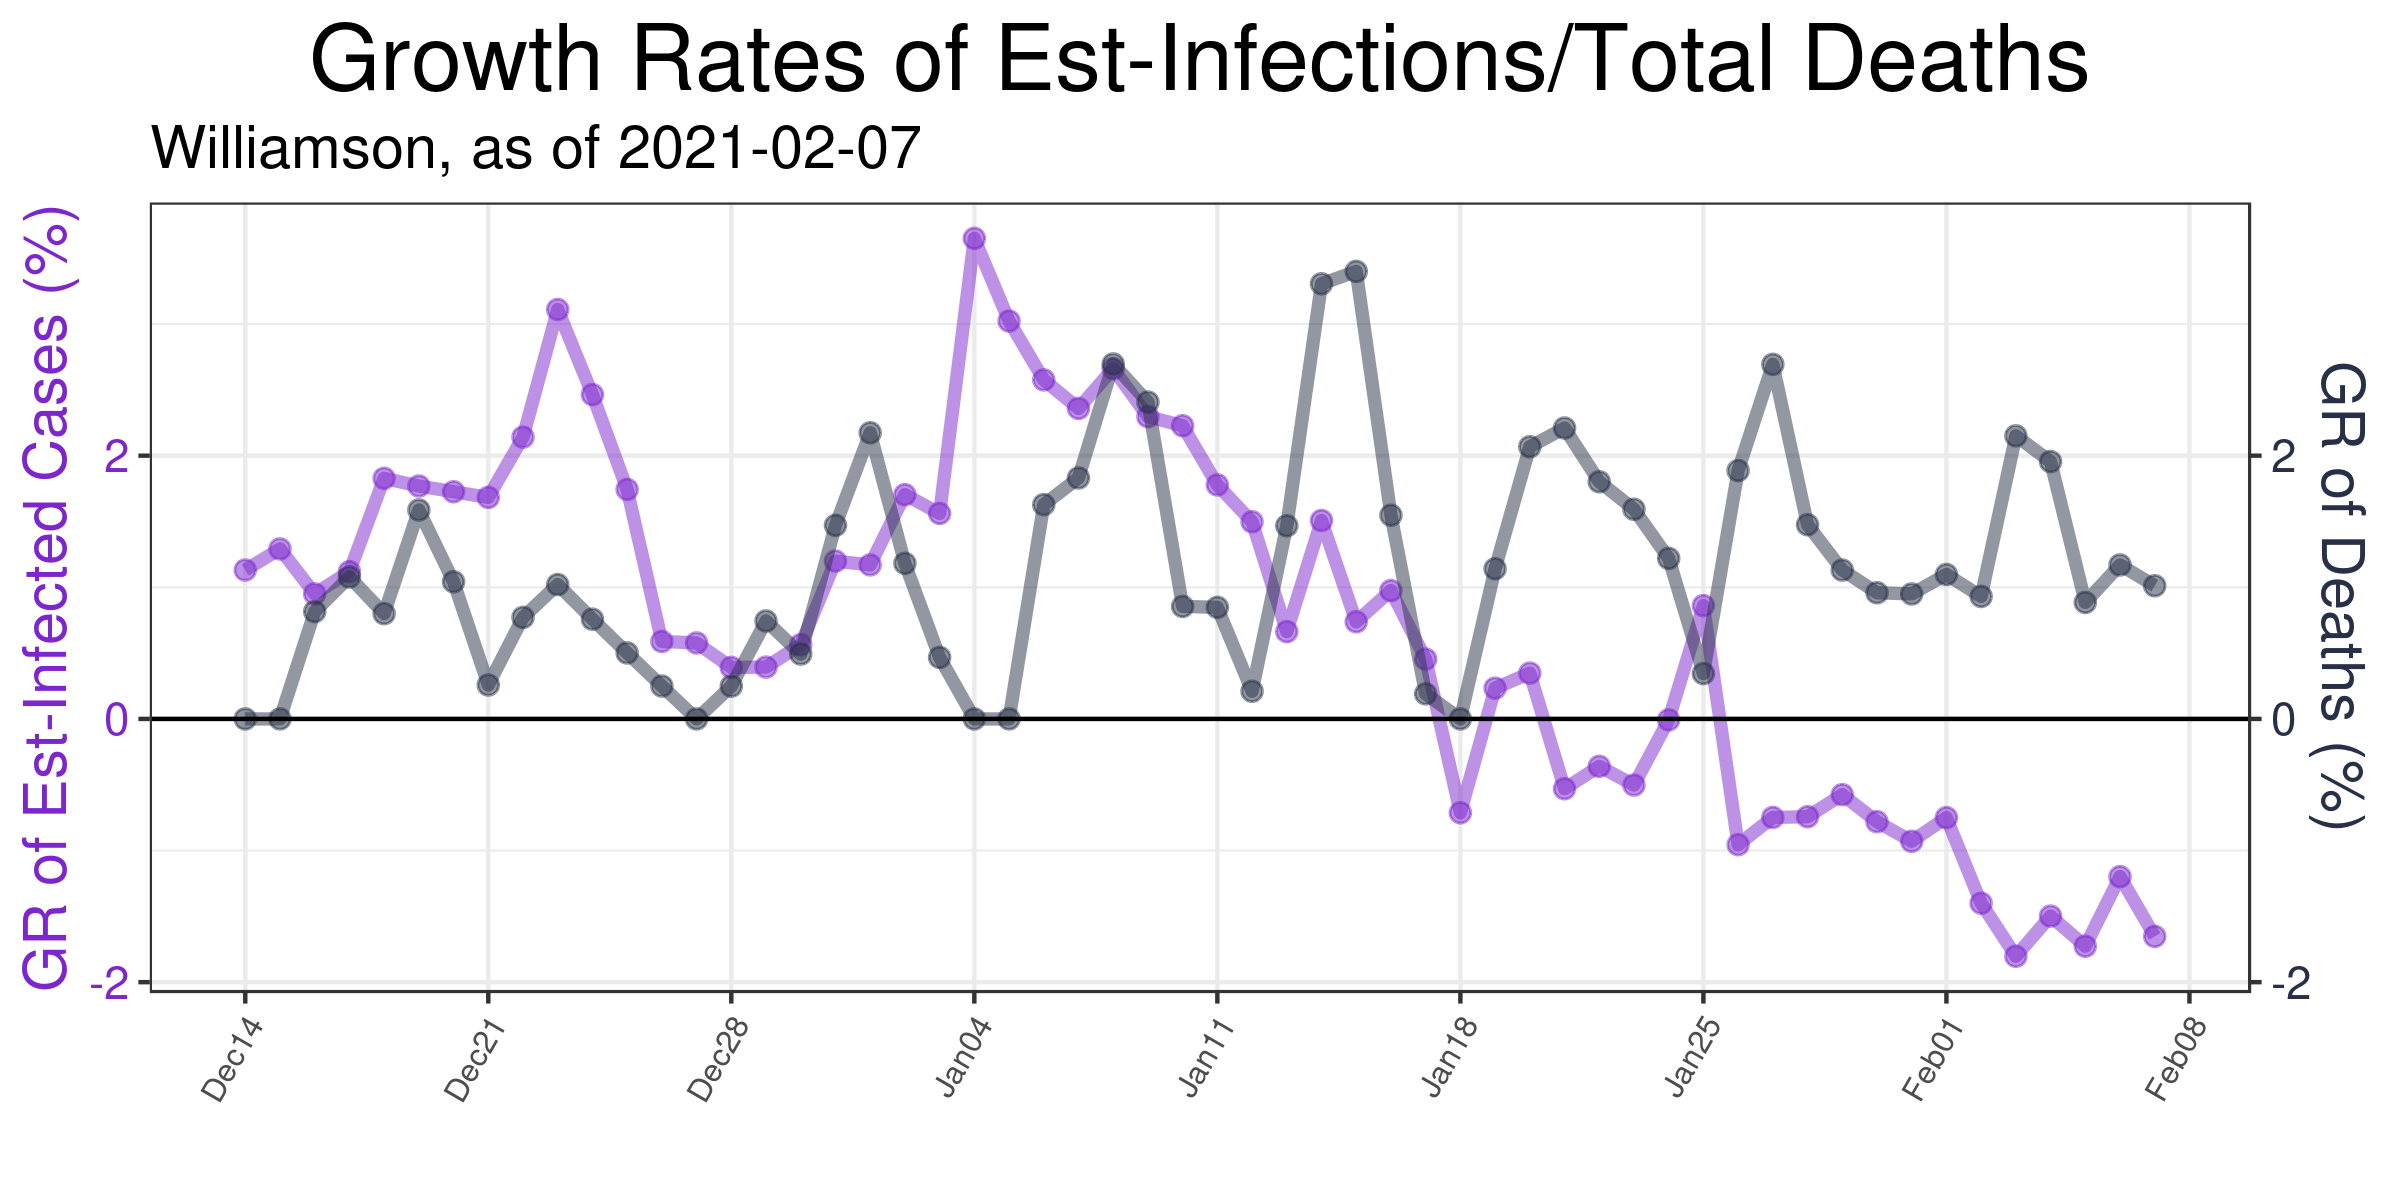 Growth Rates of Est-Infections/Total Deaths
Williamson, as of 2021-02-07
GR of Est-Infected Cases (%)
2
0
-2
2
0
-2
GR of Deaths (%)
Dec14
Dec21
Dec28
Jan04
Jan11
Jan18
Jan25
Feb01
Feb08